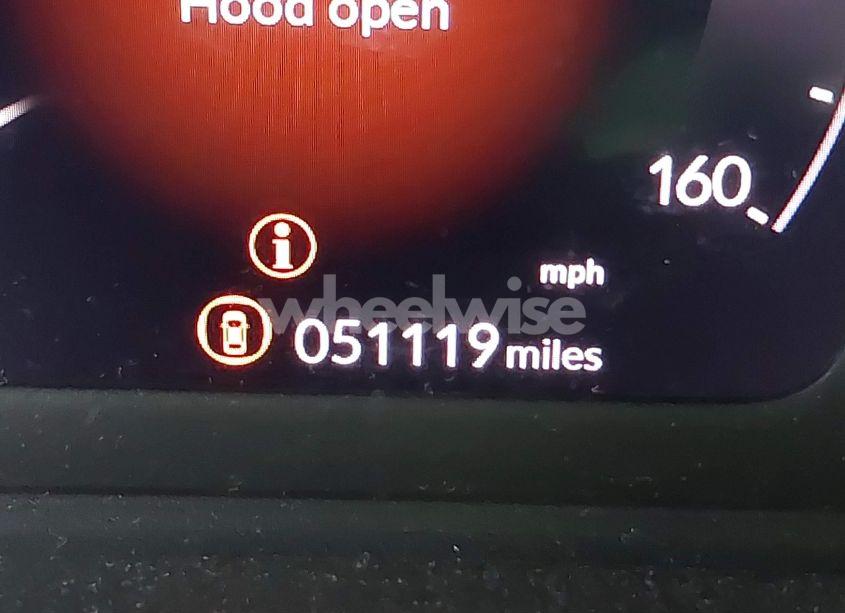 Hood open
160
mph
wheelwise
051119 miles